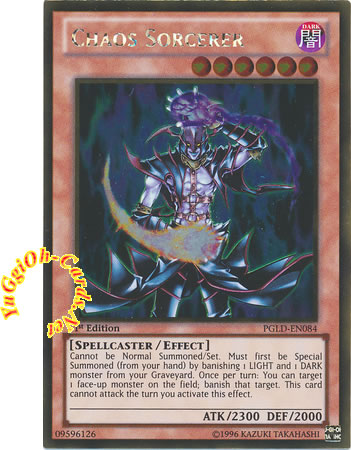 Chaos Sorcerer
DARK
闇
YuGgiOh-Cards.Net
1st Edition
PGLD-EN084
[SPELLCASTER / EFFECT]
Cannot be Normal Summoned/Set. Must first be Special
Summoned (from your hand) by banishing 1 LIGHT and 1 DARK
monster from your Graveyard. Once per turn: You can target
1 face-up monster on the field; banish that target. This card
cannot attack the turn you activate this effect.
ATK/2300 DEF/2000
09596126
©1996 KAZUKI TAKAHASHI